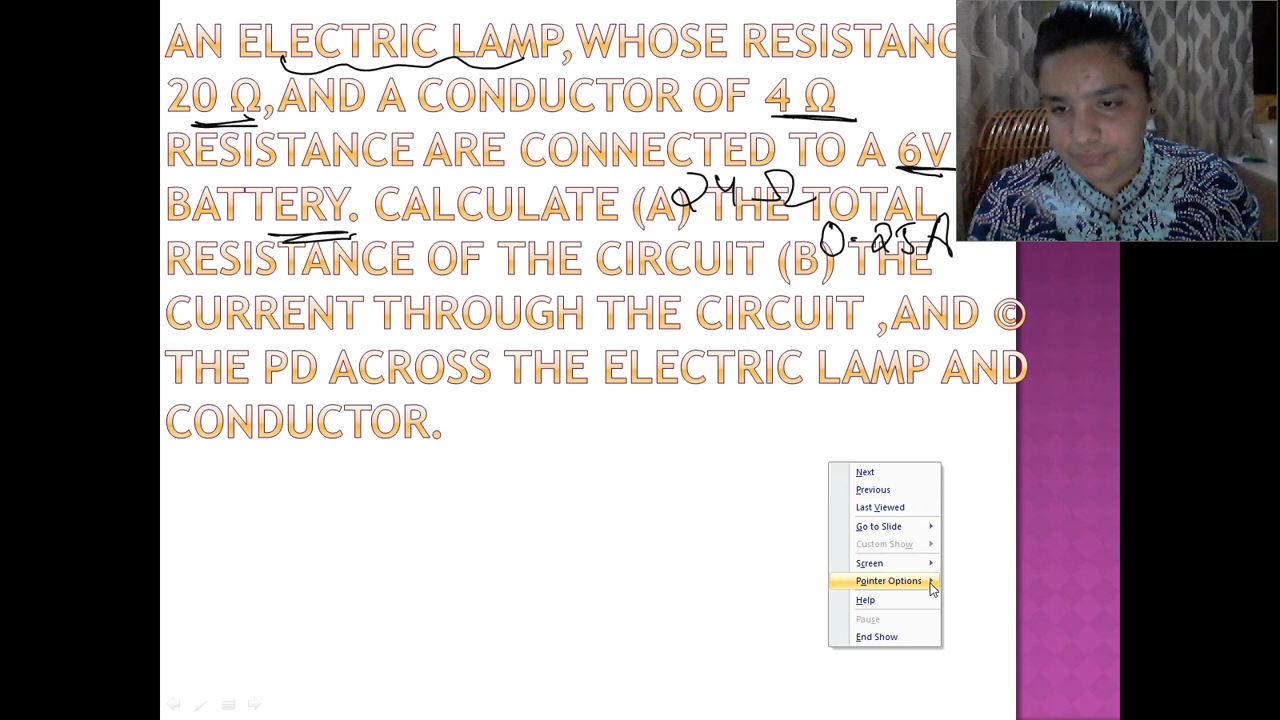 AN ELECTRIC LAMP, WHOSE RESISTANC
20 Ω, AND A CONDUCTOR OF 4 Ω
RESISTANCE ARE CONNECTED TO A 6V
BATTERY. CALCULATE (A) THE TOTAL
24 Ω
RESISTANCE OF THE CIRCUIT (B) THE
0.25A
CURRENT THROUGH THE CIRCUIT ,AND ©
THE PD ACROSS THE ELECTRIC LAMP AND
CONDUCTOR.
Next
Previous
Last Viewed
Go to Slide
Custom Show
Screen
Pointer Options
Help
Pause
End Show